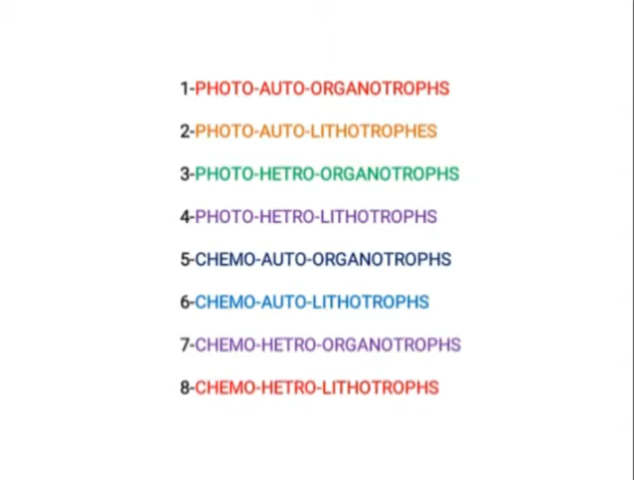 1-PHOTO-AUTO-ORGANOTROPHS
2-PHOTO-AUTO-LITHOTROPHES
3-PHOTO-HETRO-ORGANOTROPHS
4-PHOTO-HETRO-LITHOTROPHS
5-CHEMO-AUTO-ORGANOTROPHS
6-CHEMO-AUTO-LITHOTROPHS
7-CHEMO-HETRO-ORGANOTROPHS
8-CHEMO-HETRO-LITHOTROPHS